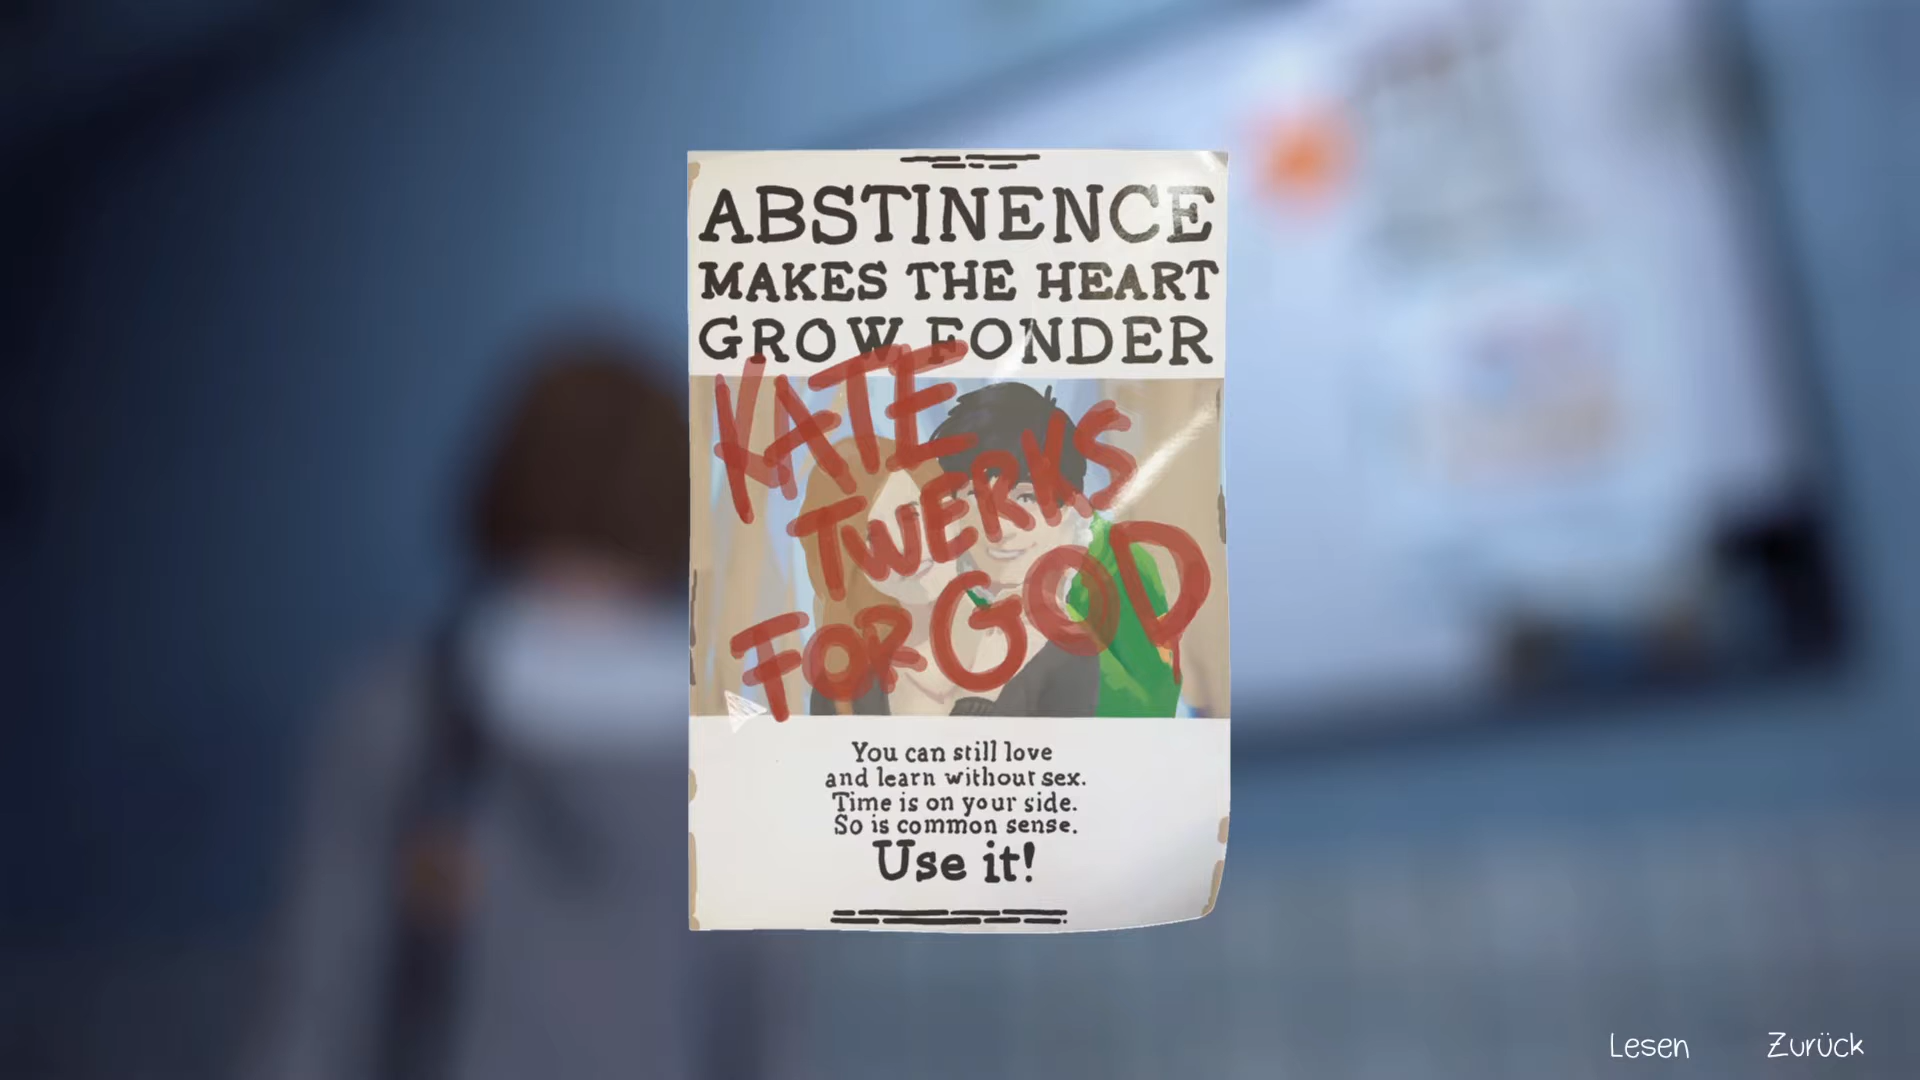 ABSTINENCE
MAKES THE HEART
GROW FONDER
KATE
TWERKS
FOR GOD
You can still love
and learn without sex.
Time is on your side.
So is common sense.
Use it!
Lesen Zurück